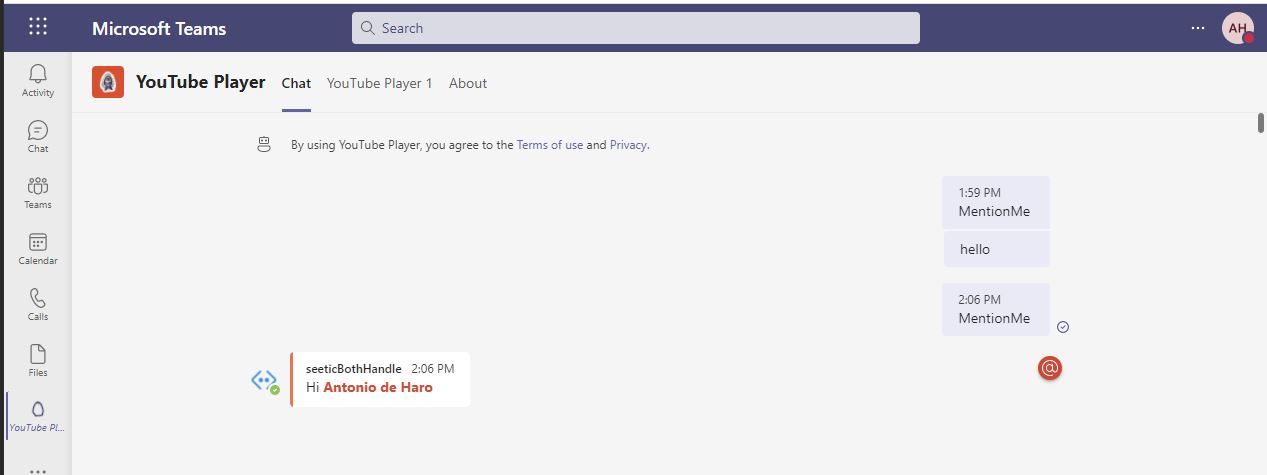 Microsoft Teams
Search
AH
Activity
Chat
Teams
Calendar
Calls
Files
YouTube Pl...
YouTube Player Chat YouTube Player 1 About
By using YouTube Player, you agree to the Terms of use and Privacy.
1:59 PM
MentionMe
hello
2:06 PM
MentionMe
@
seeticBothHandle 2:06 PM
Hi Antonio de Haro